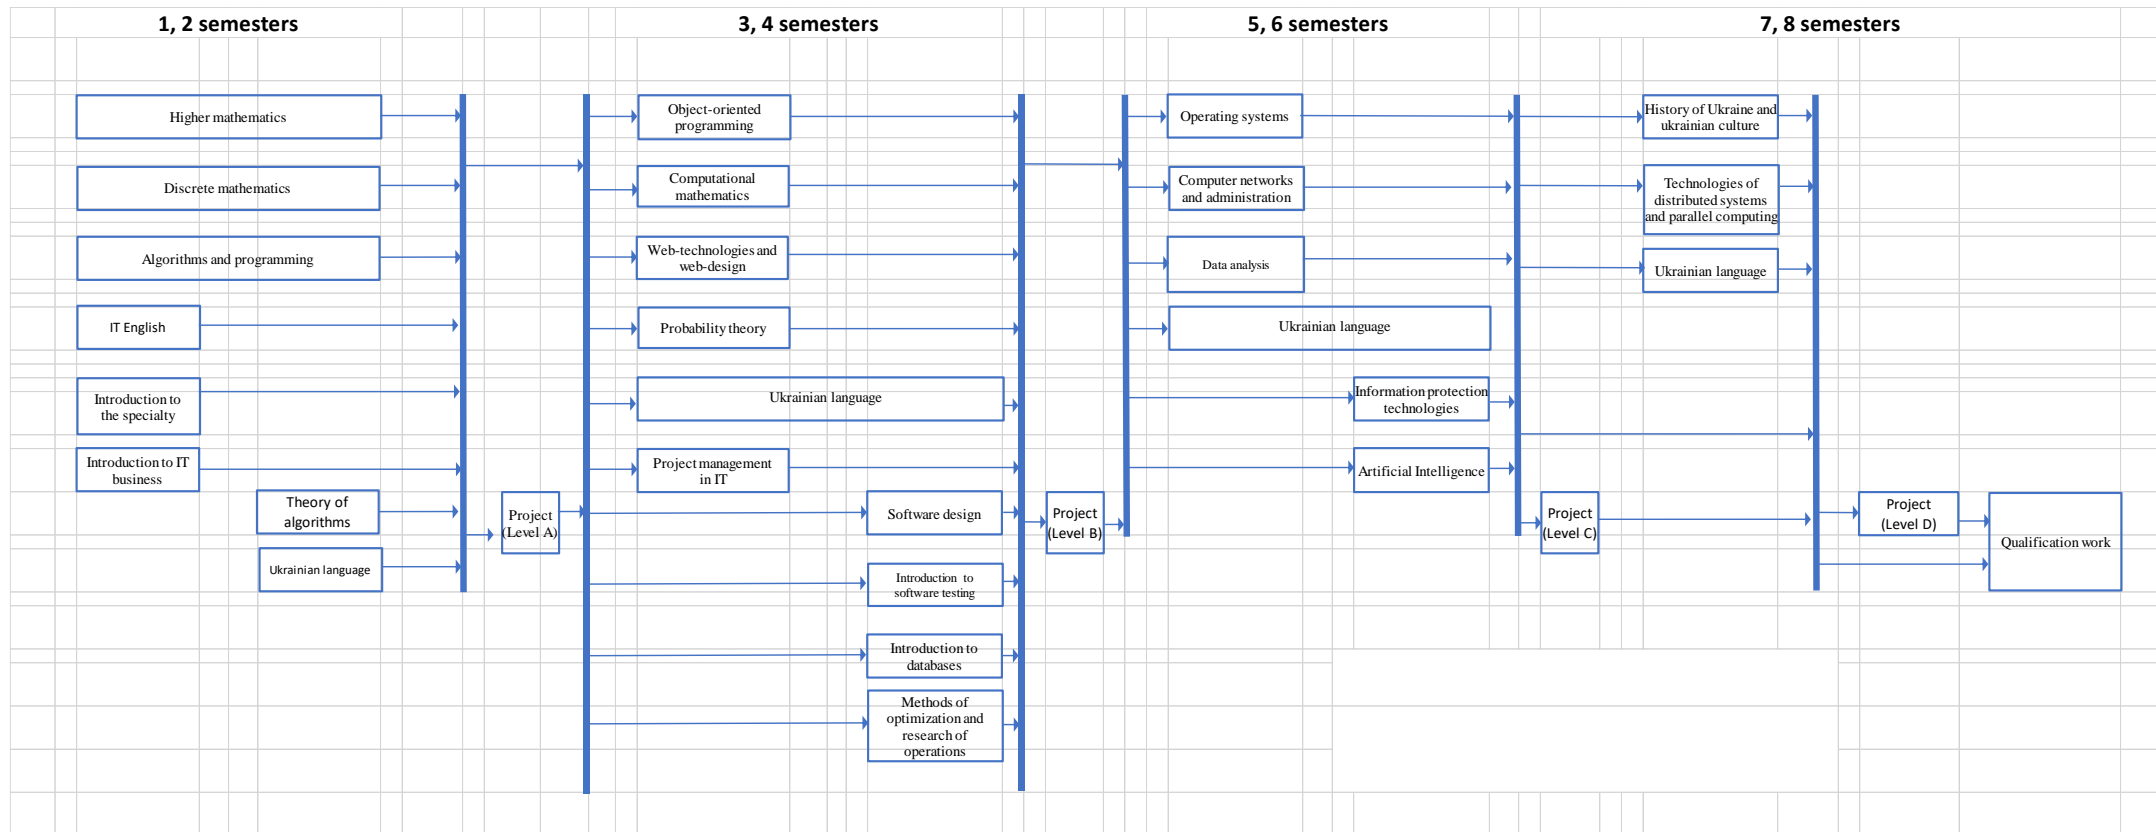 1, 2 semesters
3, 4 semesters
5, 6 semesters
7, 8 semesters
Higher mathematics
Discrete mathematics
Algorithms and programming
IT English
Introduction to
the specialty
Introduction to IT
business
Theory of
algorithms
Ukrainian language
Project
(Level A)
Object-oriented
programming
Computational
mathematics
Web-technologies and
web-design
Probability theory
Ukrainian language
Project management
in IT
Software design
Introduction to
software testing
Introduction to
databases
Methods of
optimization and
research of
operations
Project
(Level B)
Operating systems
Computer networks
and administration
Data analysis
Ukrainian language
Information protection
technologies
Artificial Intelligence
Project
(Level C)
History of Ukraine and
ukrainian culture
Technologies of
distributed systems
and parallel computing
Ukrainian language
Project
(Level D)
Qualification work